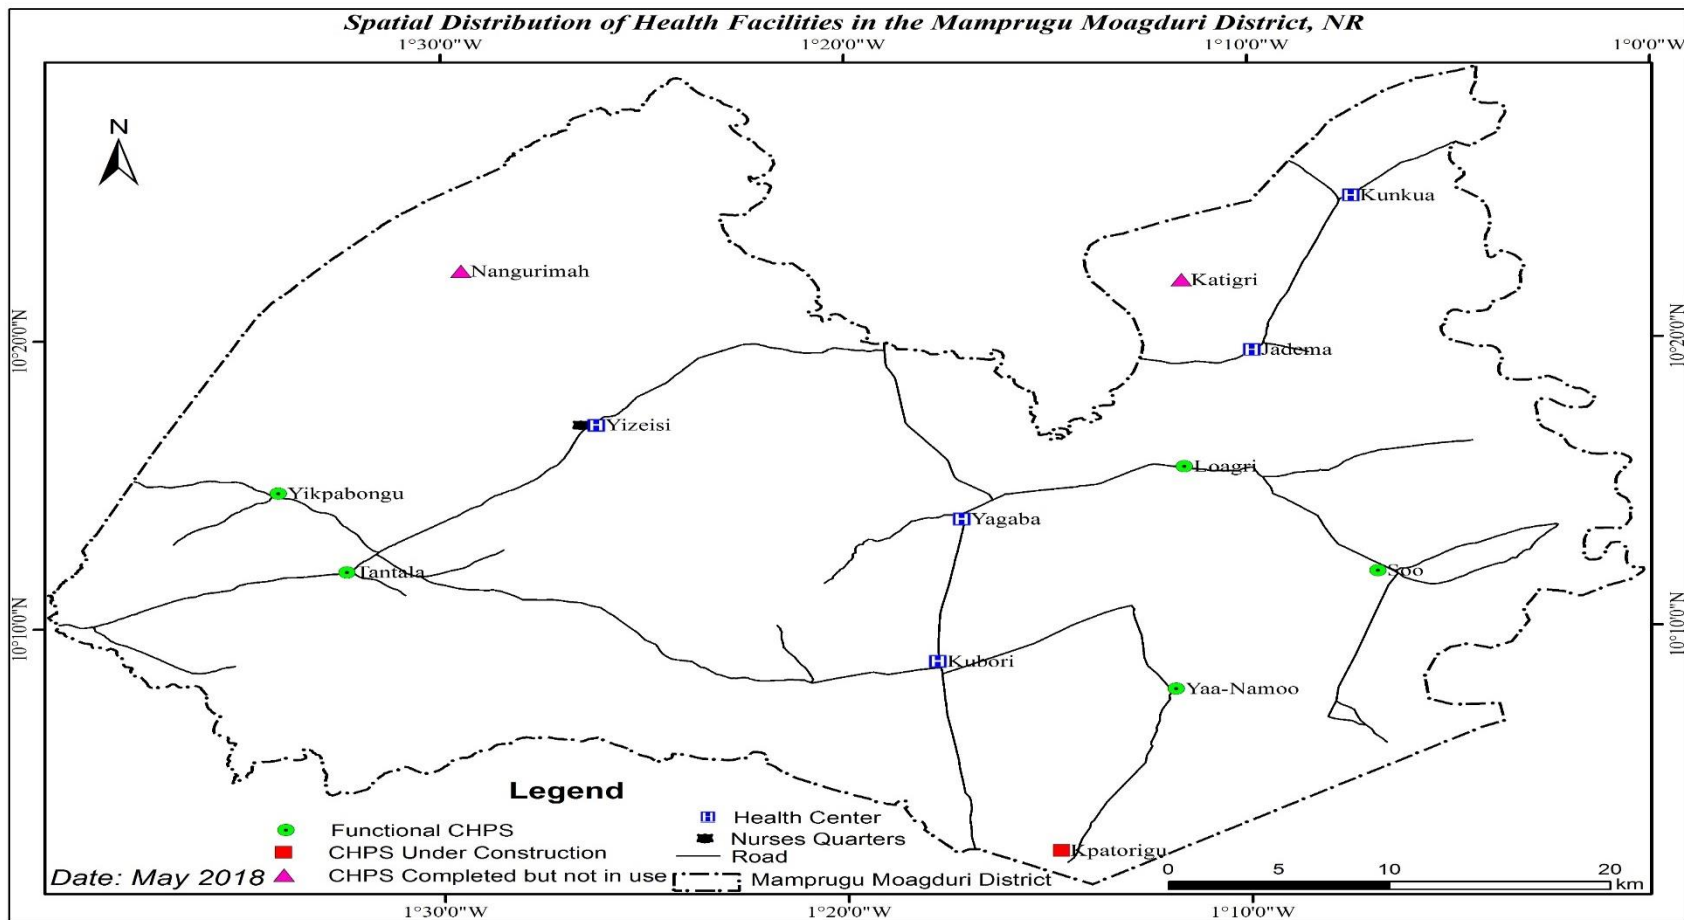 Spatial Distribution of Health Facilities in the Mamprugu Moagduri District, NR
1°30'0"W 1°20'0"W 1°10'0"W 1°0'0"W
N
Kunkua
Nangurimah
Katigri
10°20'0"N 10°20'0"N
Jadema
Yizeisi
Loagri
Yikpabongu
Yagaba
Tantala
Soo
10°10'0"N 10°10'0"N
Kubori
Yaa-Namoo
Legend
Functional CHPS
CHPS Under Construction
CHPS Completed but not in use
H Health Center
Nurses Quarters
Road
Mamprugu Moagduri District
Kpatorigu
Date: May 2018
0 5 10 20
km
1°30'0"W 1°20'0"W 1°10'0"W